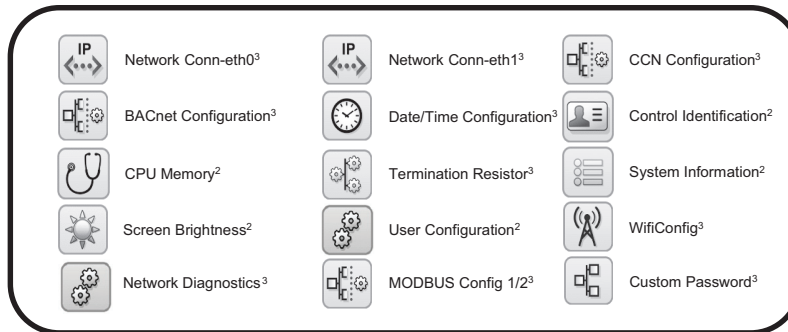 IP
Network Conn-eth0³
IP
Network Conn-eth1³
CCN Configuration³
BACnet Configuration³
Date/Time Configuration³
Control Identification²
CPU Memory²
Termination Resistor³
System Information²
Screen Brightness²
User Configuration²
WifiConfig³
Network Diagnostics³
MODBUS Config 1/2³
Custom Password³